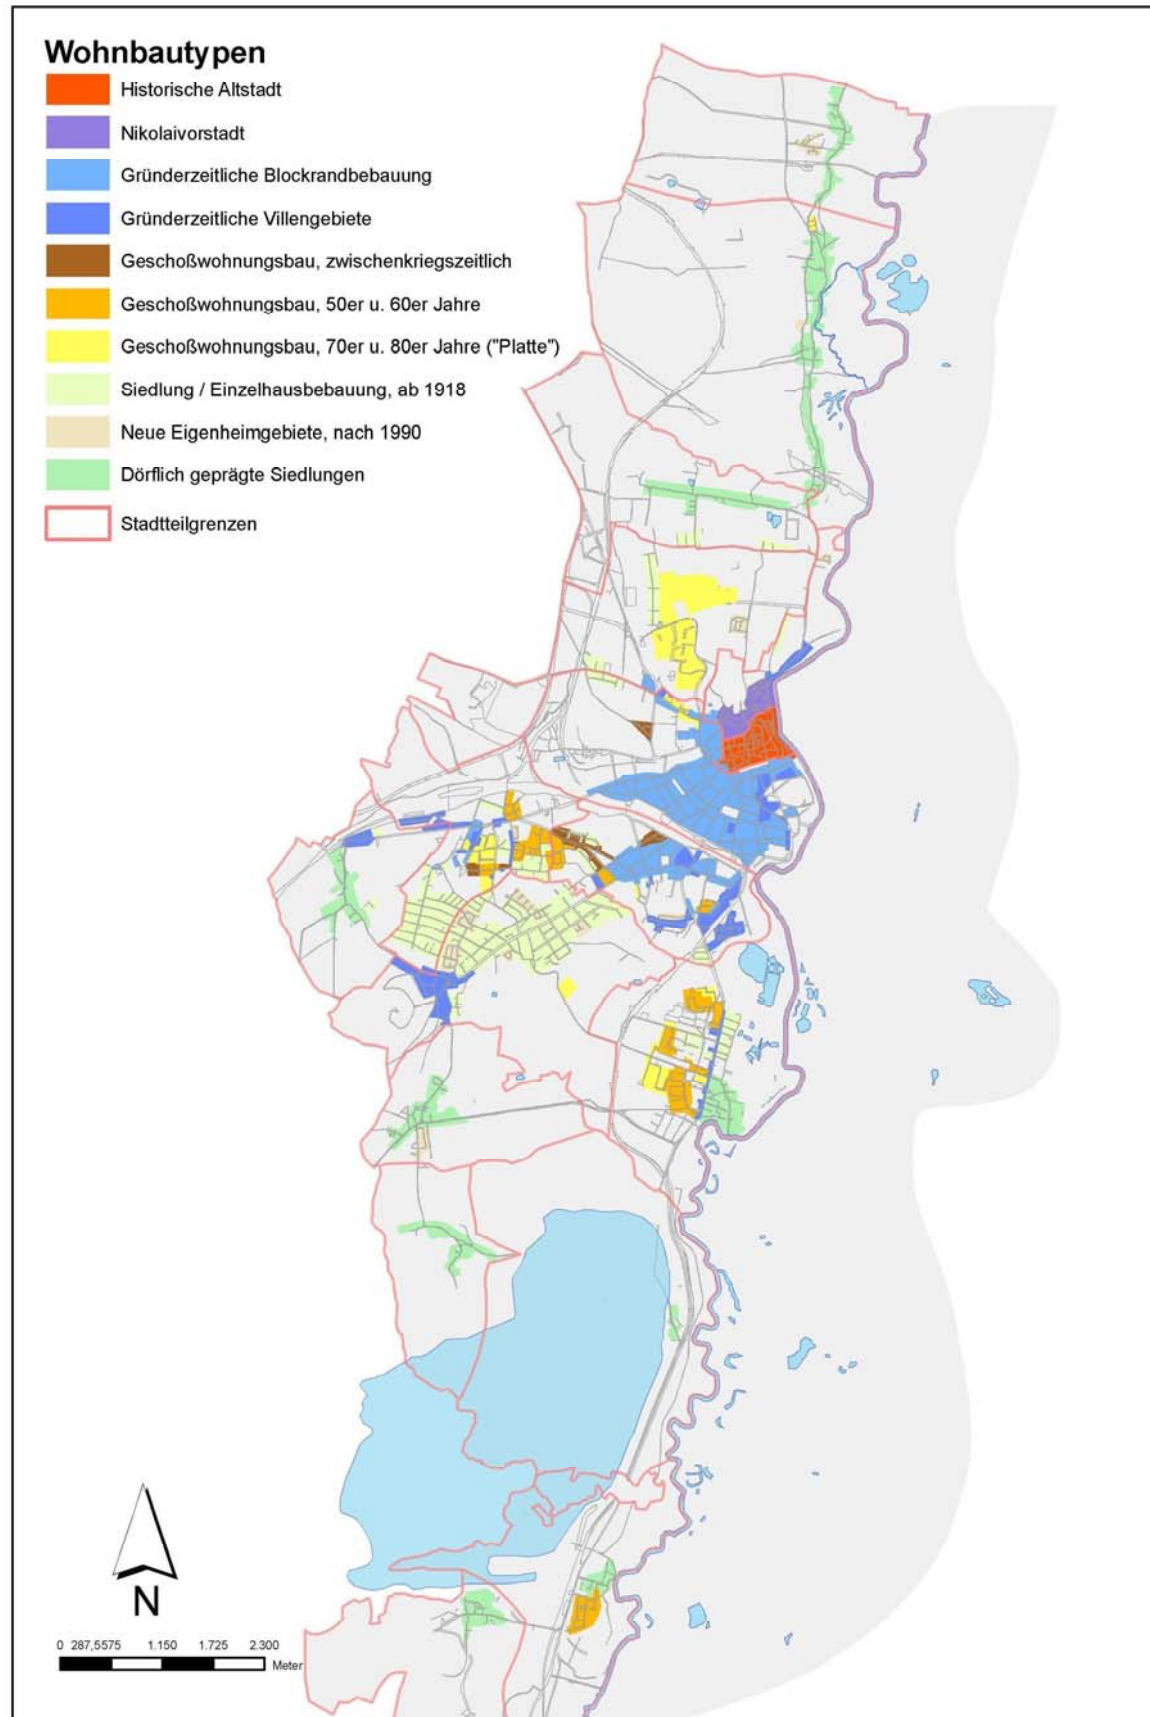 Wohnbautypen
Historische Altstadt
Nikolaivorstadt
Gründerzeitliche Blockrandbebauung
Gründerzeitliche Villengebiete
Geschoßwohnungsbau, zwischenkriegszeitlich
Geschoßwohnungsbau, 50er u. 60er Jahre
Geschoßwohnungsbau, 70er u. 80er Jahre ("Platte")
Siedlung / Einzelhausbebauung, ab 1918
Neue Eigenheimgebiete, nach 1990
Dörflich geprägte Siedlungen
Stadtteilgrenzen
N
0 287,5575 1.150 1.725 2.300
Meter